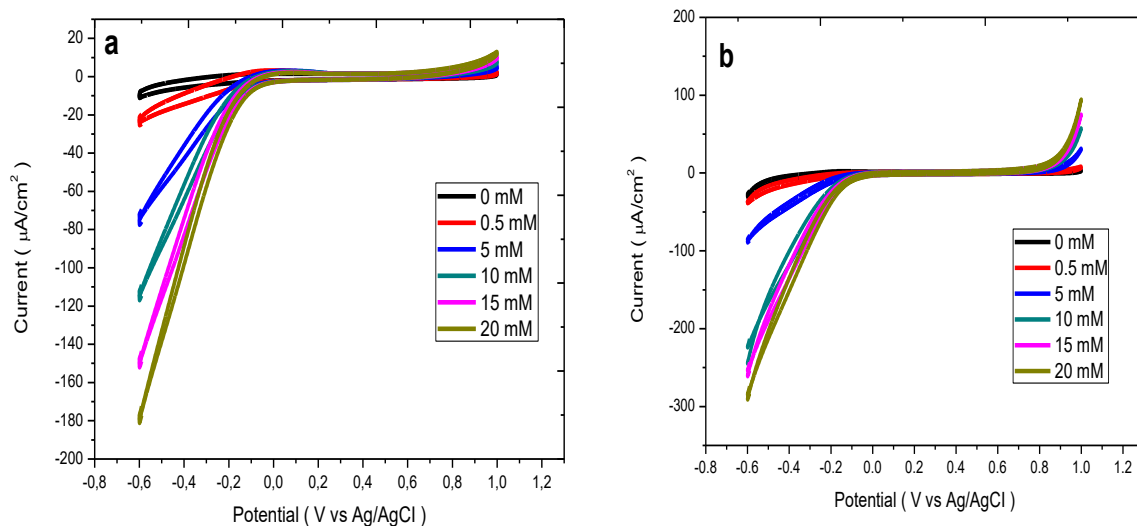 a
20
0
-20
-40
-60
-80
-100
-120
-140
-160
-180
-200
Current ( µA/cm²)
0 mM
0.5 mM
5 mM
10 mM
15 mM
20 mM
-0,8 -0,6 -0,4 -0,2 0,0 0,2 0,4 0,6 0,8 1,0 1,2
Potential ( V vs Ag/AgCl )
b
200
100
0
-100
-200
-300
Current ( µA/cm²)
0 mM
0.5 mM
5 mM
10 mM
15 mM
20 mM
-0.8 -0.6 -0.4 -0.2 0.0 0.2 0.4 0.6 0.8 1.0 1.2
Potential ( V vs Ag/AgCl )